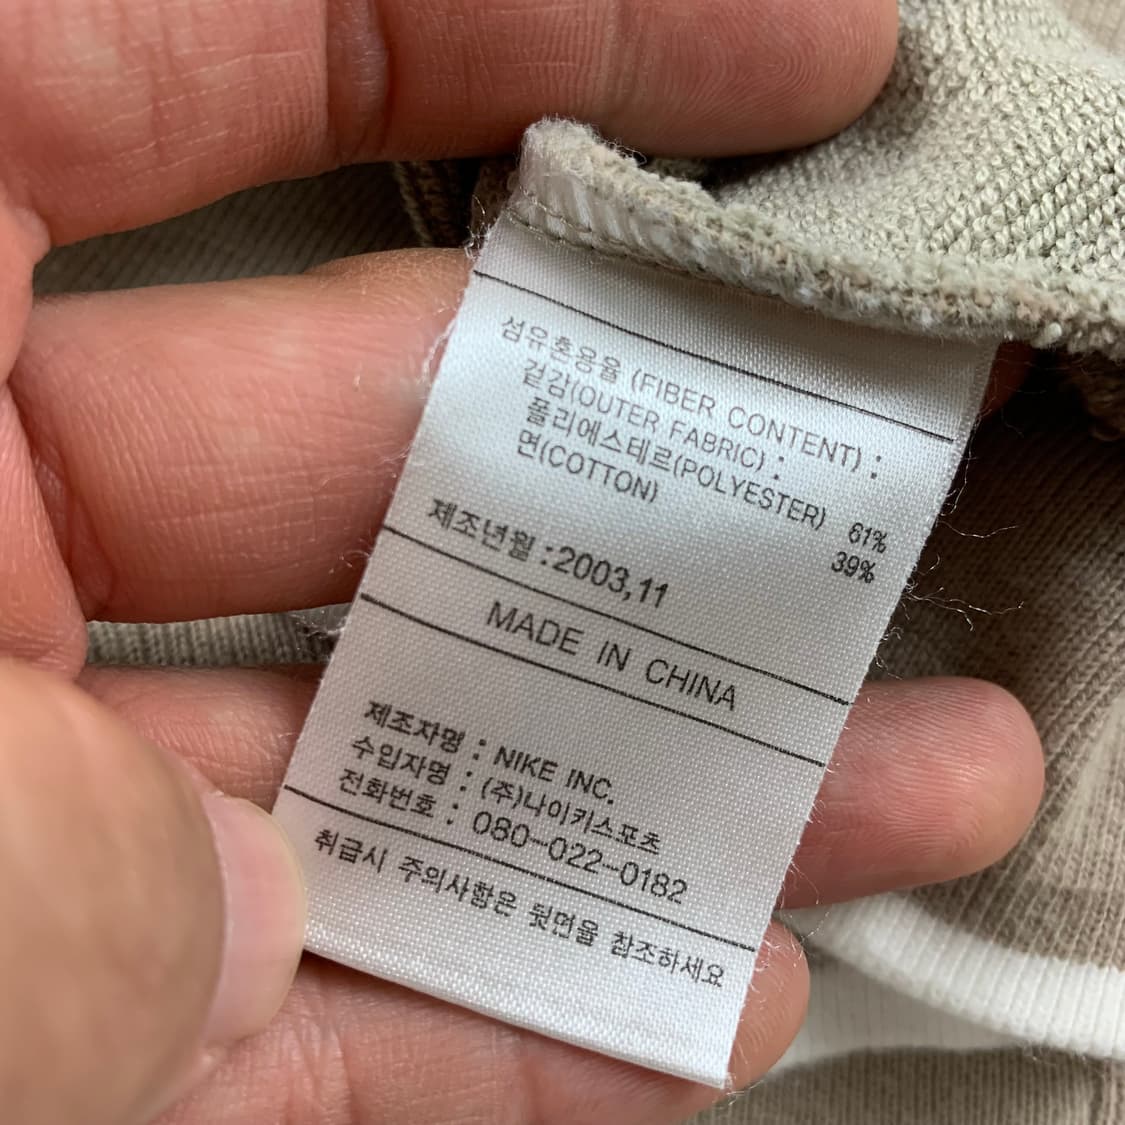 섬유혼용율 (FIBER CONTENT) :
겉감(OUTER FABRIC) :
폴리에스테르(POLYESTER) 61%
면(COTTON) 39%
제조년월 : 2003,11
MADE IN CHINA
제조자명 : NIKE INC.
수입자명 : (주)나이키스포츠
전화번호 : 080-022-0182
취급시 주의사항은 뒷면을 참조하세요